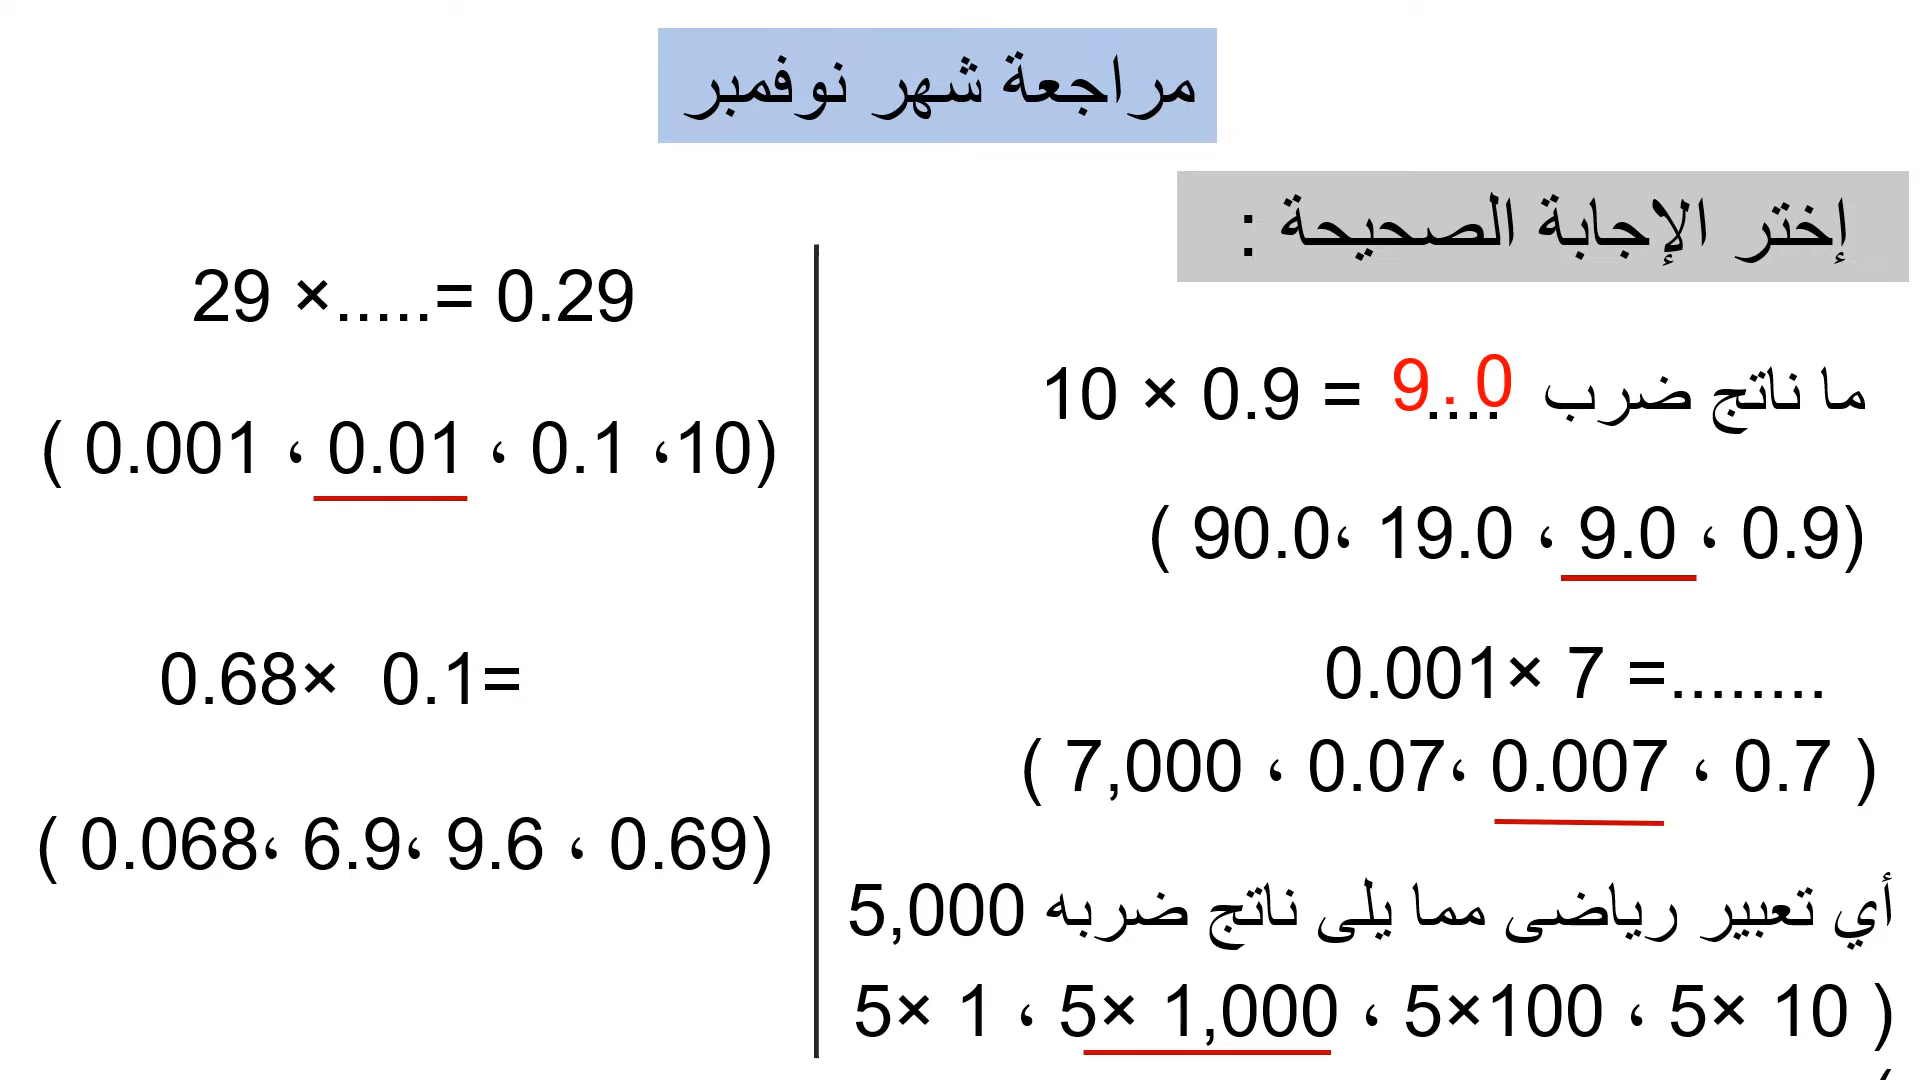 مراجعة شهر نوفمبر
إختر الإجابة الصحيحة :
ما ناتج ضرب 10 × 0.9 = .... 9.0
(0.9 ، 9.0 ، 19.0 ،90.0 )
0.001× 7 =........
( 0.7 ، 0.007 ،0.07 ، 7,000 )
أي تعبير رياضى مما يلى ناتج ضربه 5,000
( 5× 10 ، 5×100 ، 5× 1,000 ، 5× 1
)
29 ×.....= 0.29
(10، 0.1 ، 0.01 ، 0.001 )
0.68× 0.1=
(0.69 ، 9.6 ،6.9 ،0.068 )